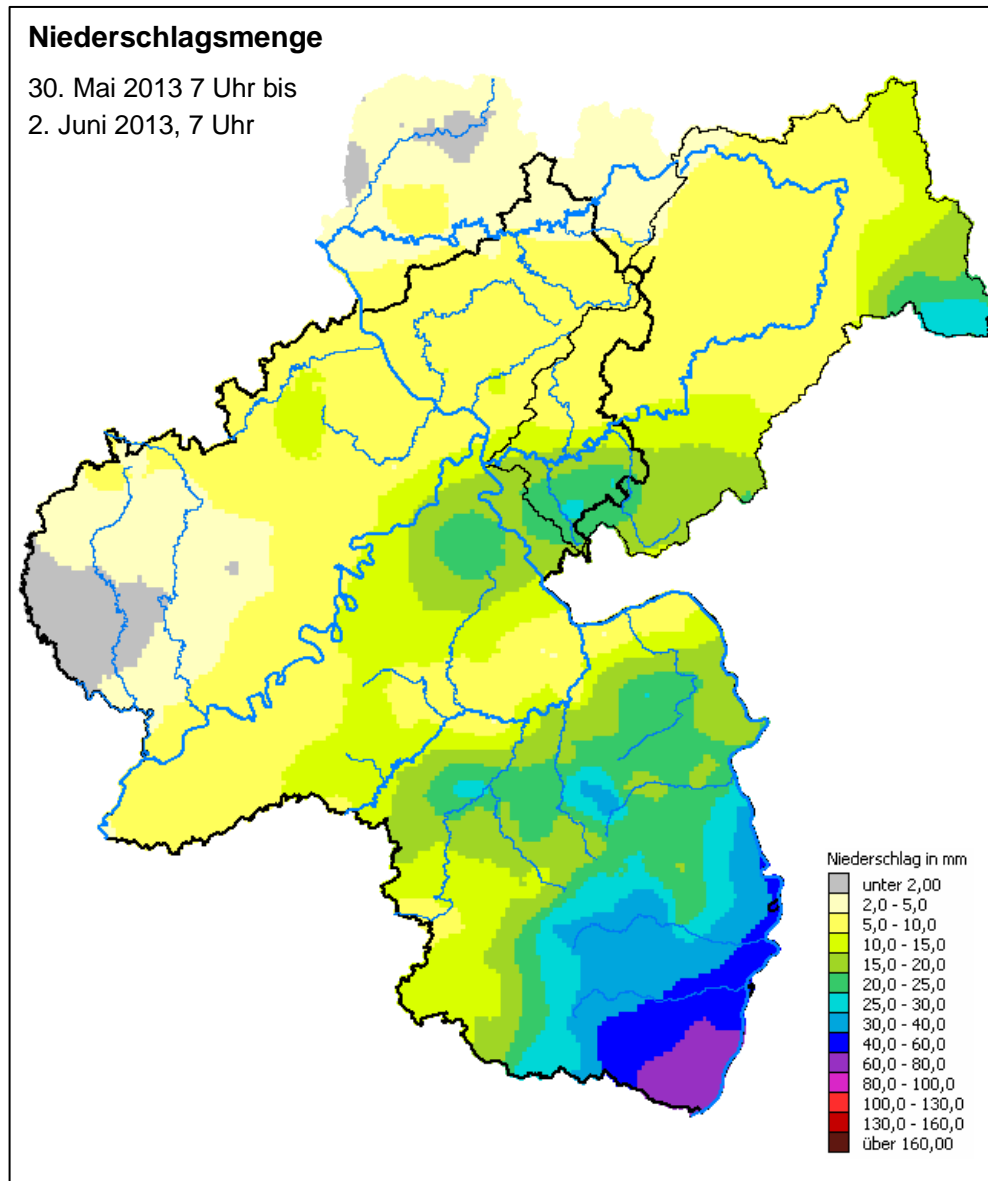 Niederschlagsmenge
30. Mai 2013 7 Uhr bis
2. Juni 2013, 7 Uhr
Niederschlag in mm
unter 2,00
2,0 - 5,0
5,0 - 10,0
10,0 - 15,0
15,0 - 20,0
20,0 - 25,0
25,0 - 30,0
30,0 - 40,0
40,0 - 60,0
60,0 - 80,0
80,0 - 100,0
100,0 - 130,0
130,0 - 160,0
über 160,00